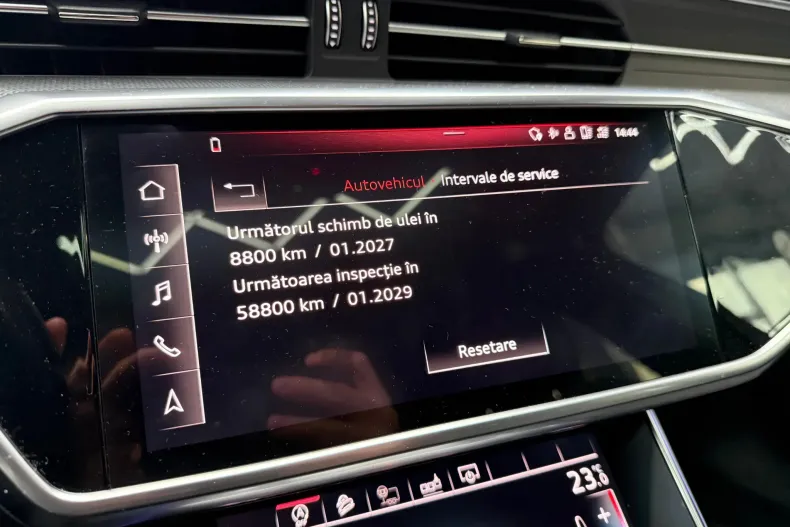 14:44
Autovehicul Intervale de service
Următorul schimb de ulei în
8800 km / 01.2027
Următoarea inspecție în
58800 km / 01.2029
Resetare
23.5°C